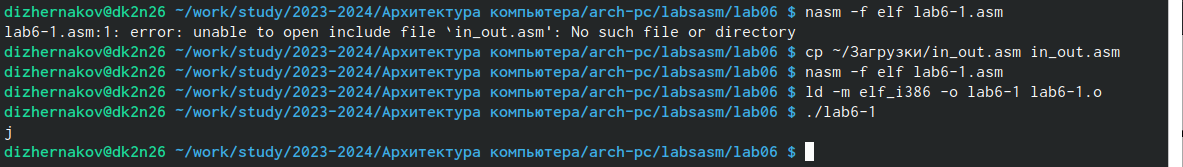 dizhernakov@dk2n26 ~/work/study/2023-2024/Архитектура компьютера/arch-pc/labsasm/lab06 $ nasm -f elf lab6-1.asm
lab6-1.asm:1: error: unable to open include file `in_out.asm': No such file or directory
dizhernakov@dk2n26 ~/work/study/2023-2024/Архитектура компьютера/arch-pc/labsasm/lab06 $ cp ~/Загрузки/in_out.asm in_out.asm
dizhernakov@dk2n26 ~/work/study/2023-2024/Архитектура компьютера/arch-pc/labsasm/lab06 $ nasm -f elf lab6-1.asm
dizhernakov@dk2n26 ~/work/study/2023-2024/Архитектура компьютера/arch-pc/labsasm/lab06 $ ld -m elf_i386 -o lab6-1 lab6-1.o
dizhernakov@dk2n26 ~/work/study/2023-2024/Архитектура компьютера/arch-pc/labsasm/lab06 $ ./lab6-1
j
dizhernakov@dk2n26 ~/work/study/2023-2024/Архитектура компьютера/arch-pc/labsasm/lab06 $